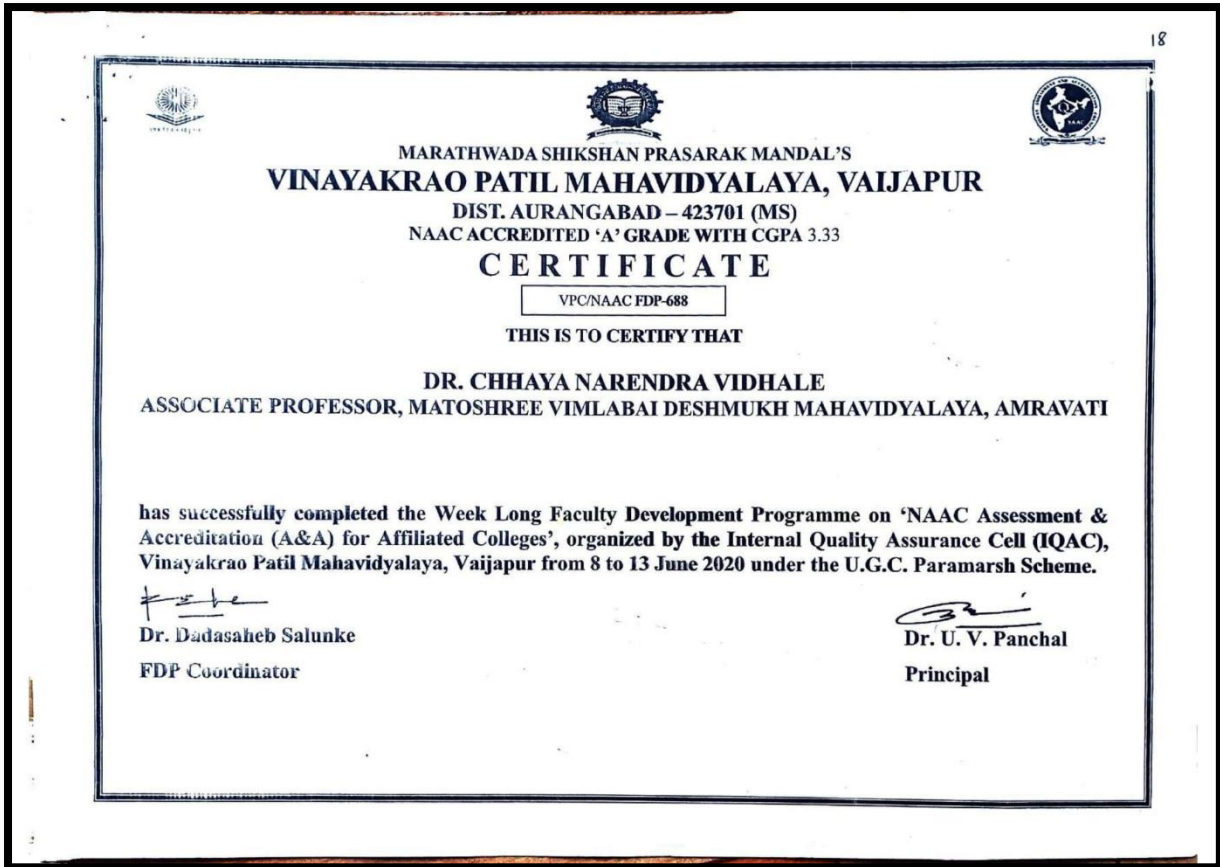 18
MARATHWADA SHIKSHAN PRASARAK MANDAL'S
VINAYAKRAO PATIL MAHAVIDYALAYA, VAIJAPUR
DIST. AURANGABAD – 423701 (MS)
NAAC ACCREDITED ‘A’ GRADE WITH CGPA 3.33
CERTIFICATE
VPC/NAAC FDP-688
THIS IS TO CERTIFY THAT
DR. CHHAYA NARENDRA VIDHALE
ASSOCIATE PROFESSOR, MATOSHREE VIMLABAI DESHMUKH MAHAVIDYALAYA, AMRAVATI
has successfully completed the Week Long Faculty Development Programme on ‘NAAC Assessment &
Accreditation (A&A) for Affiliated Colleges’, organized by the Internal Quality Assurance Cell (IQAC),
Vinayakrao Patil Mahavidyalaya, Vaijapur from 8 to 13 June 2020 under the U.G.C. Paramarsh Scheme.
Dr. Dadasaheb Salunke
Dr. U. V. Panchal
FDP Coordinator
Principal